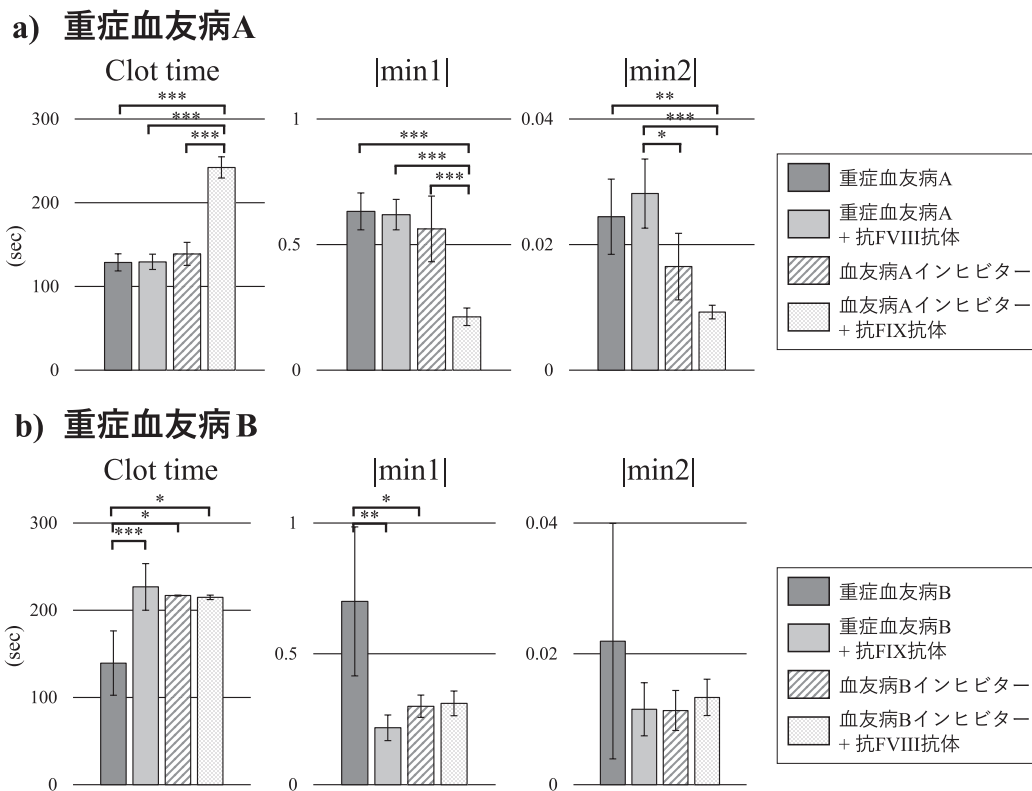 a) 重症血友病A
Clot time
|min1|
|min2|
***
***
***
***
***
***
**
***
*
300
200
100
0
(sec)
1
0.5
0
0.04
0.02
0
重症血友病A
重症血友病A
+ 抗FVIII抗体
血友病Aインヒビター
血友病Aインヒビター
+ 抗FIX抗体
b) 重症血友病B
Clot time
|min1|
|min2|
*
*
***
*
**
300
200
100
0
(sec)
1
0.5
0
0.04
0.02
0
重症血友病B
重症血友病B
+ 抗FIX抗体
血友病Bインヒビター
血友病Bインヒビター
+ 抗FVIII抗体